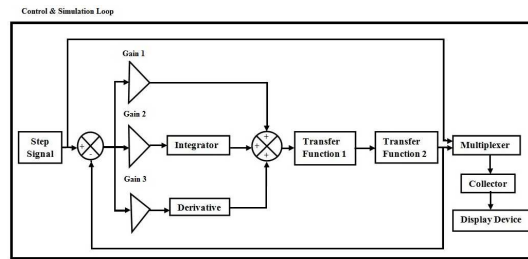 Control & Simulation Loop
Gain 1
Gain 2
Gain 3
Step
Signal
+
-
Integrator
Derivative
+
+
+
Transfer
Function 1
Transfer
Function 2
Multiplexer
Collector
Display Device